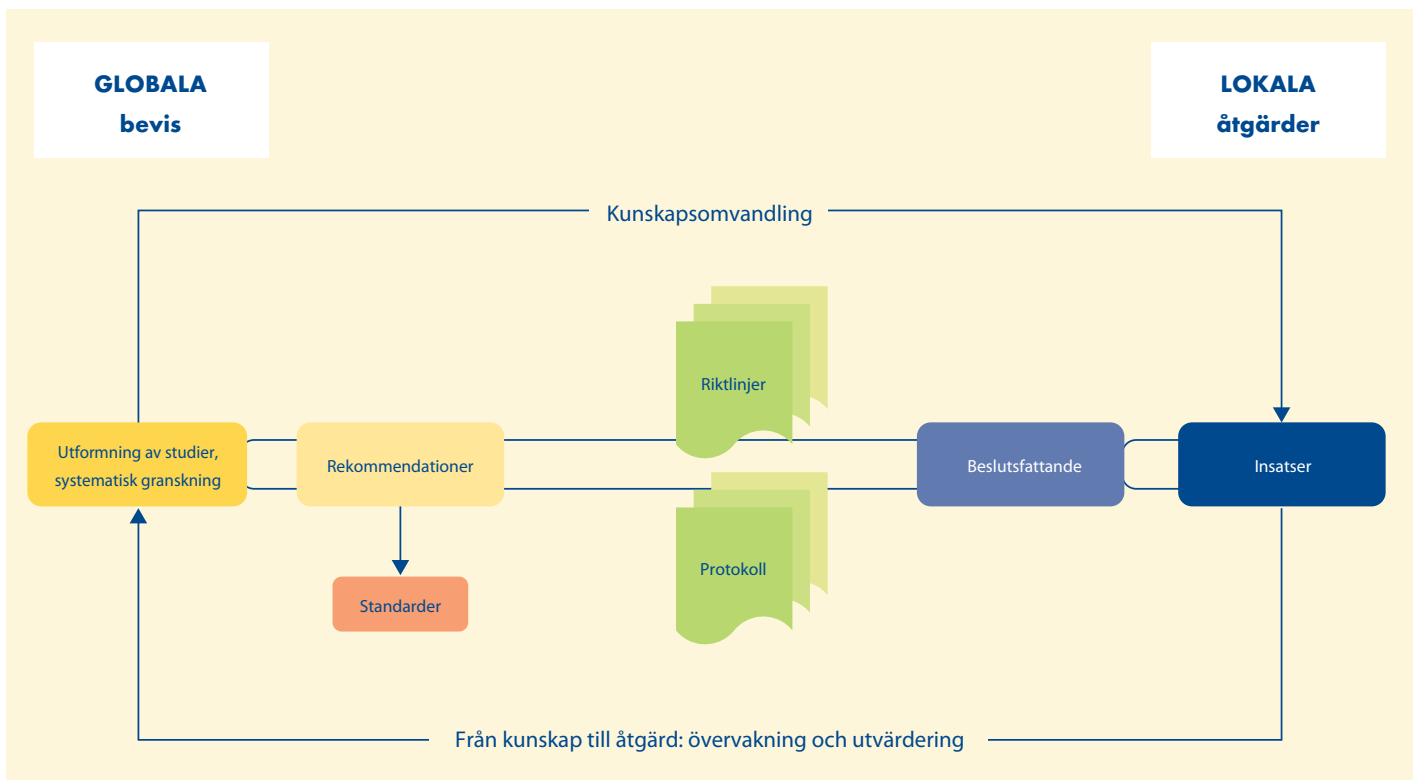 GLOBALA
bevis
LOKALA
åtgärder
Kunskapsomvandling
Riktlinjer
Utformning av studier,
systematisk granskning
Rekommendationer
Beslutsfattande
Insatser
Protokoll
Standarder
Från kunskap till åtgärd: övervakning och utvärdering